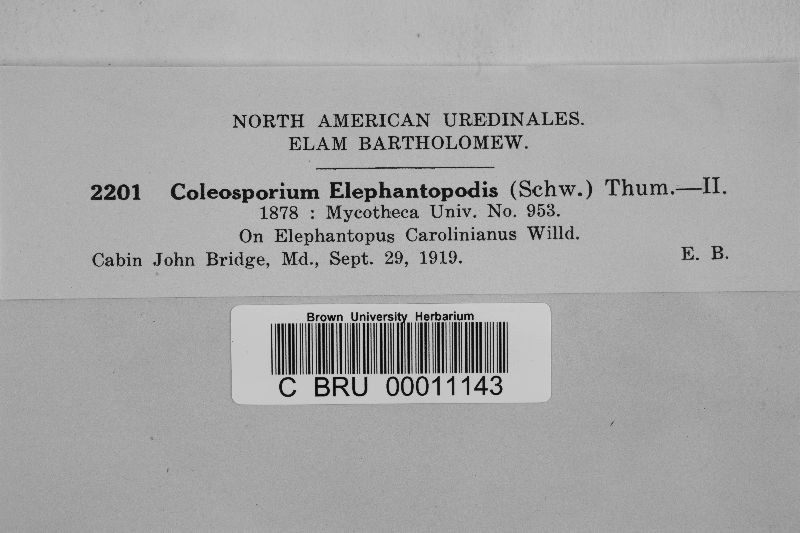 NORTH AMERICAN UREDINALES.
ELAM BARTHOLOMEW.
2201 Coleosporium Elephantopodis (Schw.) Thum.—II.
1878 : Mycotheca Univ. No. 953.
On Elephantopus Carolinianus Willd.
Cabin John Bridge, Md., Sept. 29, 1919. E. B.
Brown University Herbarium
C BRU 00011143